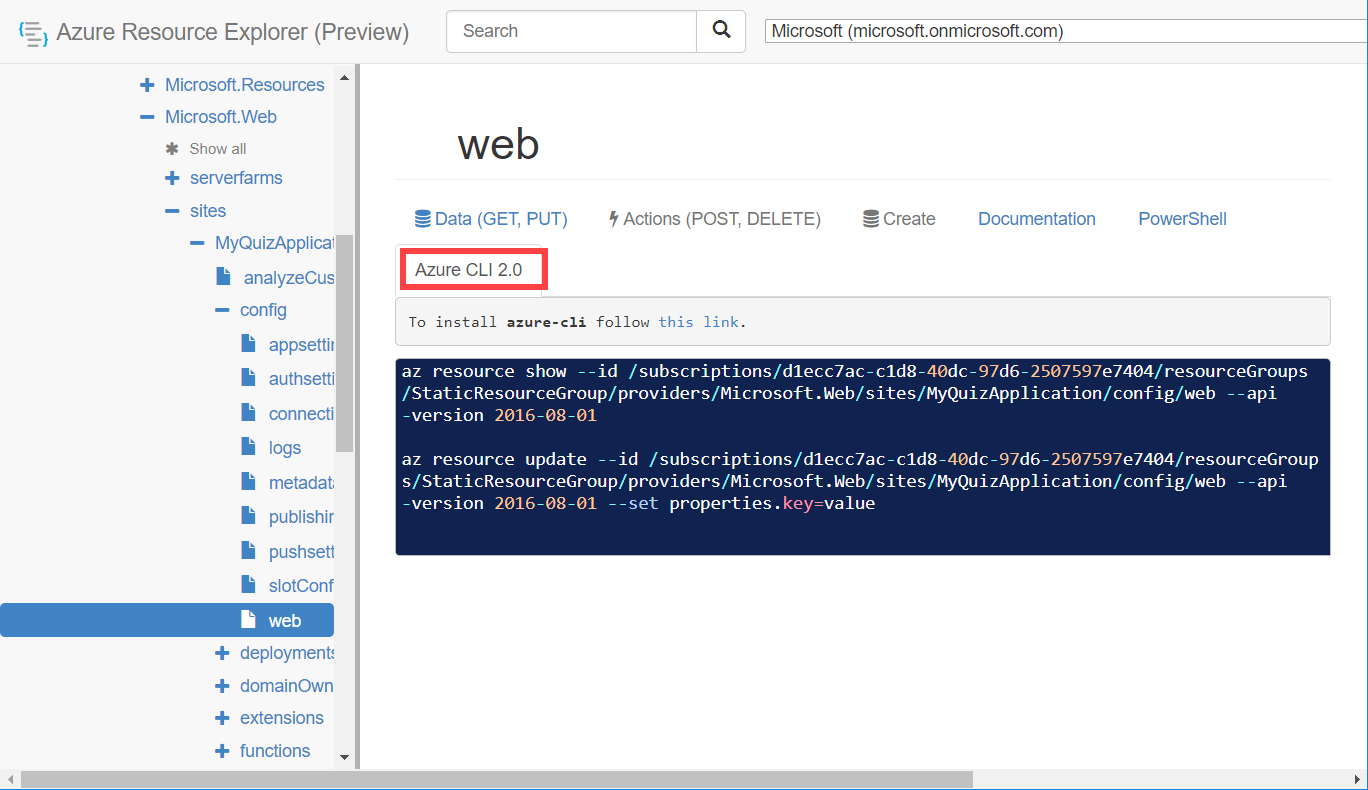 Azure Resource Explorer (Preview)
Search
Microsoft (microsoft.onmicrosoft.com)
Microsoft.Resources
Microsoft.Web
Show all
serverfarms
sites
MyQuizApplicat
analyzeCus
config
appsettin
authsetti
connecti
logs
metadata
publishin
pushsett
slotConf
web
deployments
domainOwn
extensions
functions
web
Data (GET, PUT)
Actions (POST, DELETE)
Create
Documentation
PowerShell
Azure CLI 2.0
To install azure-cli follow this link.
az resource show --id /subscriptions/d1ecc7ac-c1d8-40dc-97d6-2507597e7404/resourceGroups
/StaticResourceGroup/providers/Microsoft.Web/sites/MyQuizApplication/config/web --api
-version 2016-08-01
az resource update --id /subscriptions/d1ecc7ac-c1d8-40dc-97d6-2507597e7404/resourceGroup
s/StaticResourceGroup/providers/Microsoft.Web/sites/MyQuizApplication/config/web --api
-version 2016-08-01 --set properties.key=value